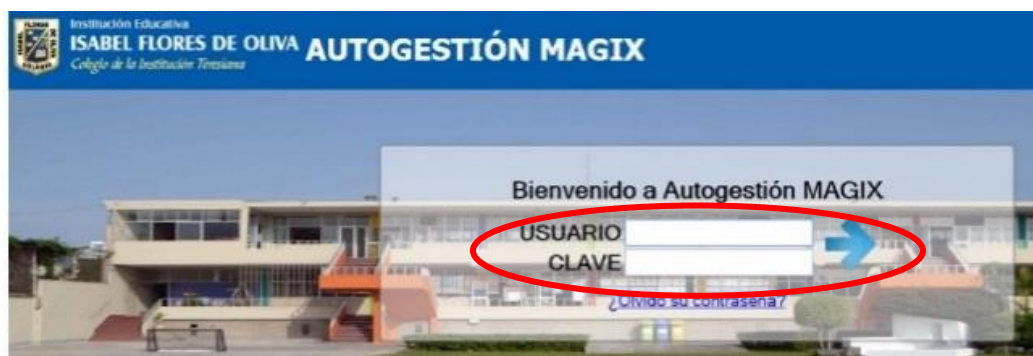 Institución Educativa
ISABEL FLORES DE OLIVA
Colegio de la Institución Teresiana
AUTOGESTIÓN MAGIX
Bienvenido a Autogestión MAGIX
USUARIO
CLAVE
¿Olvidó su contraseña?